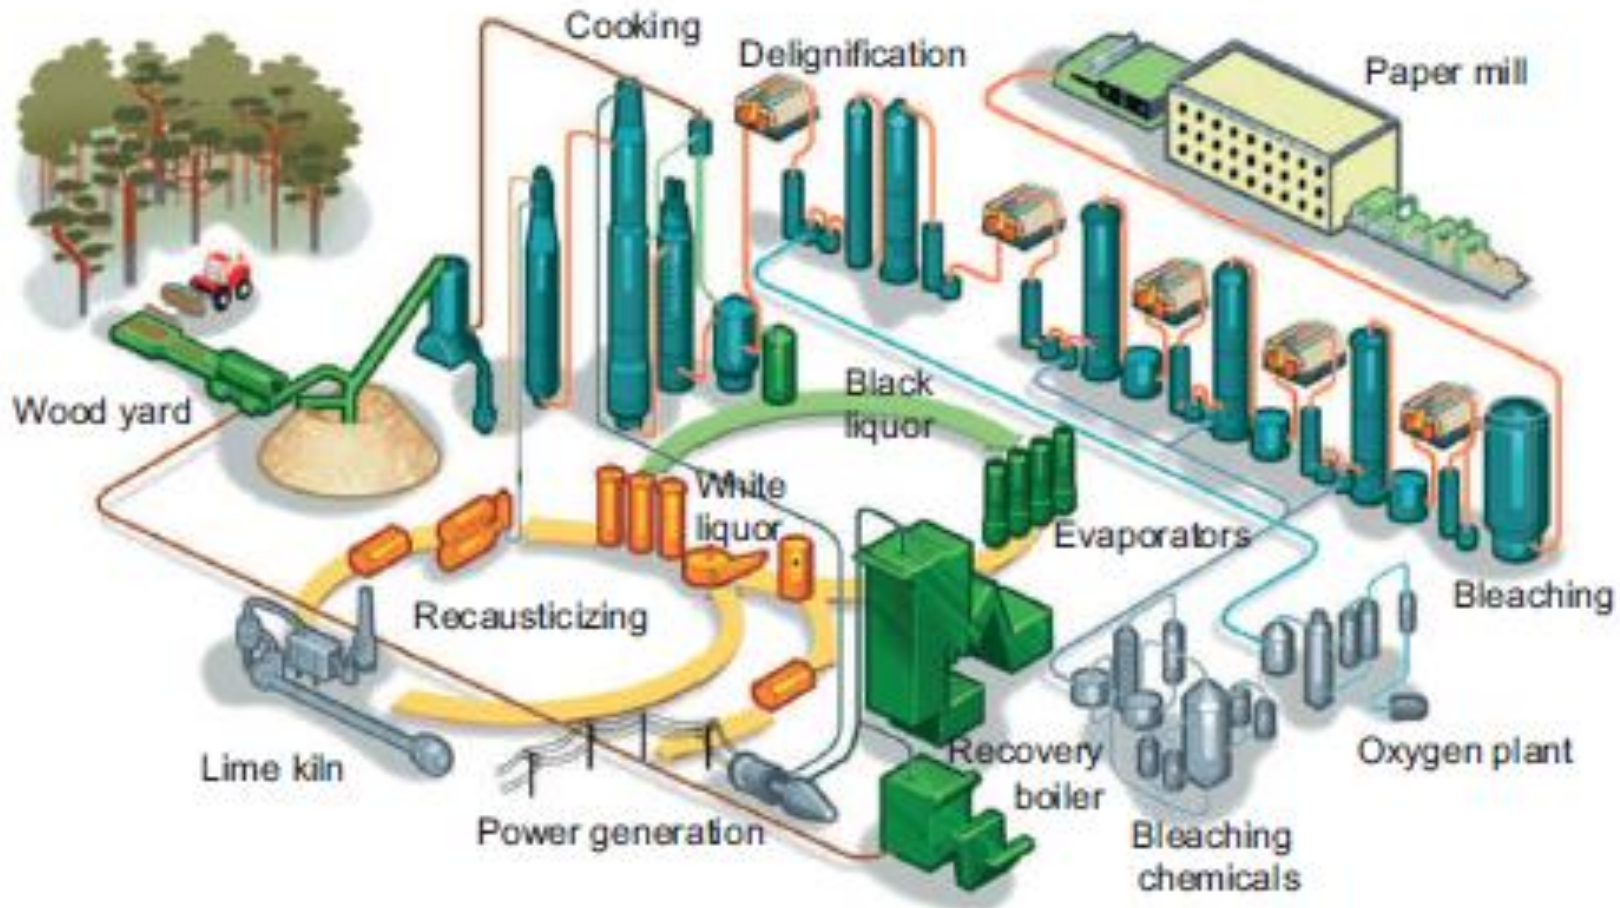 Cooking
Delignification
Paper mill
Wood yard
Black
liquor
White
liquor
Evaporators
Bleaching
Recausticizing
Lime kiln
Recovery
boiler
Oxygen plant
Power generation
Bleaching
chemicals